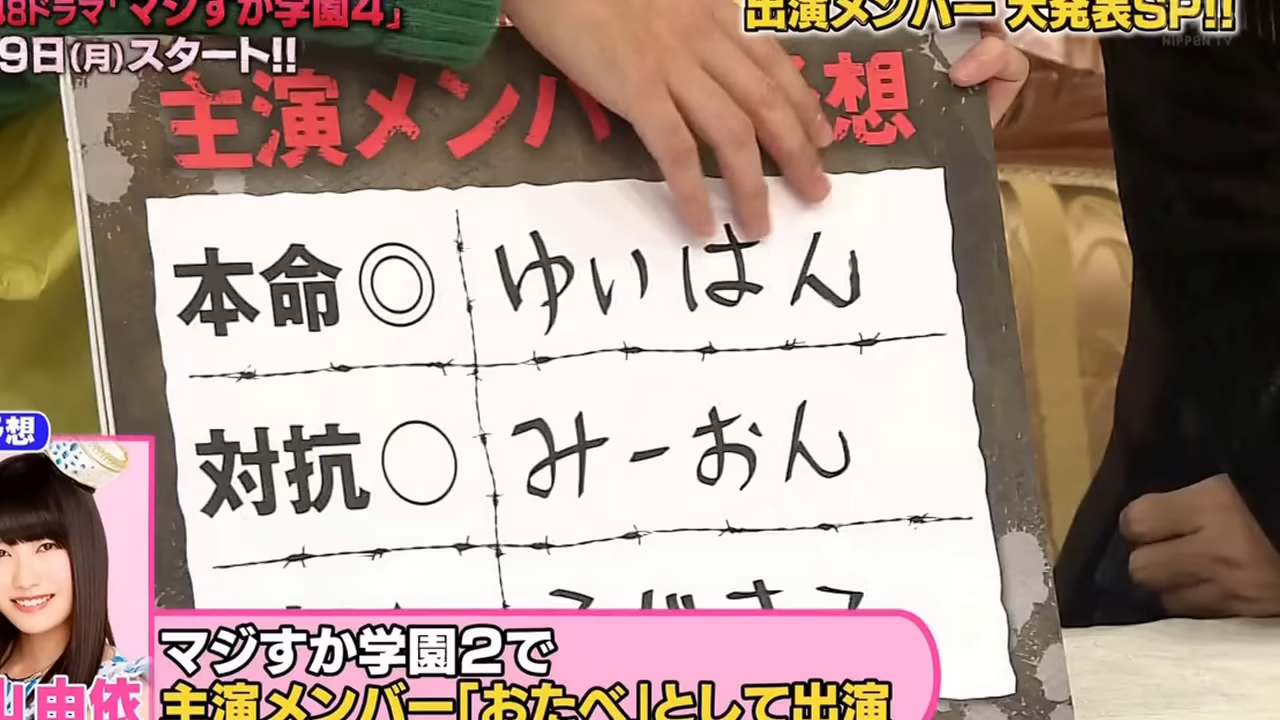 8ドラマ「マジすか学園4」
出演メンバー 大発表SP!!
NIPPON TV
9日(月)スタート!!
主演メンバ 想
本命◎ ゆいはん
対抗○ みーおん
想
マジすか学園2で
山由依
主演メンバー「おたべ」として出演